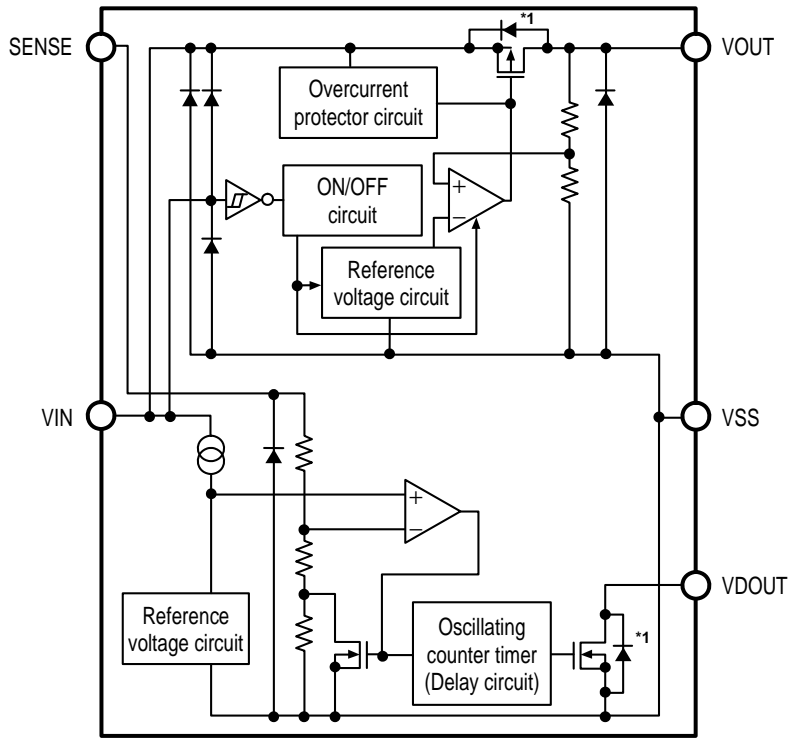 *1
SENSE
VOUT
Overcurrent
protector circuit
ON/OFF
circuit
+
−
Reference
voltage circuit
VIN
VSS
+
−
VDOUT
Reference
voltage circuit
Oscillating
counter timer
(Delay circuit)
*1